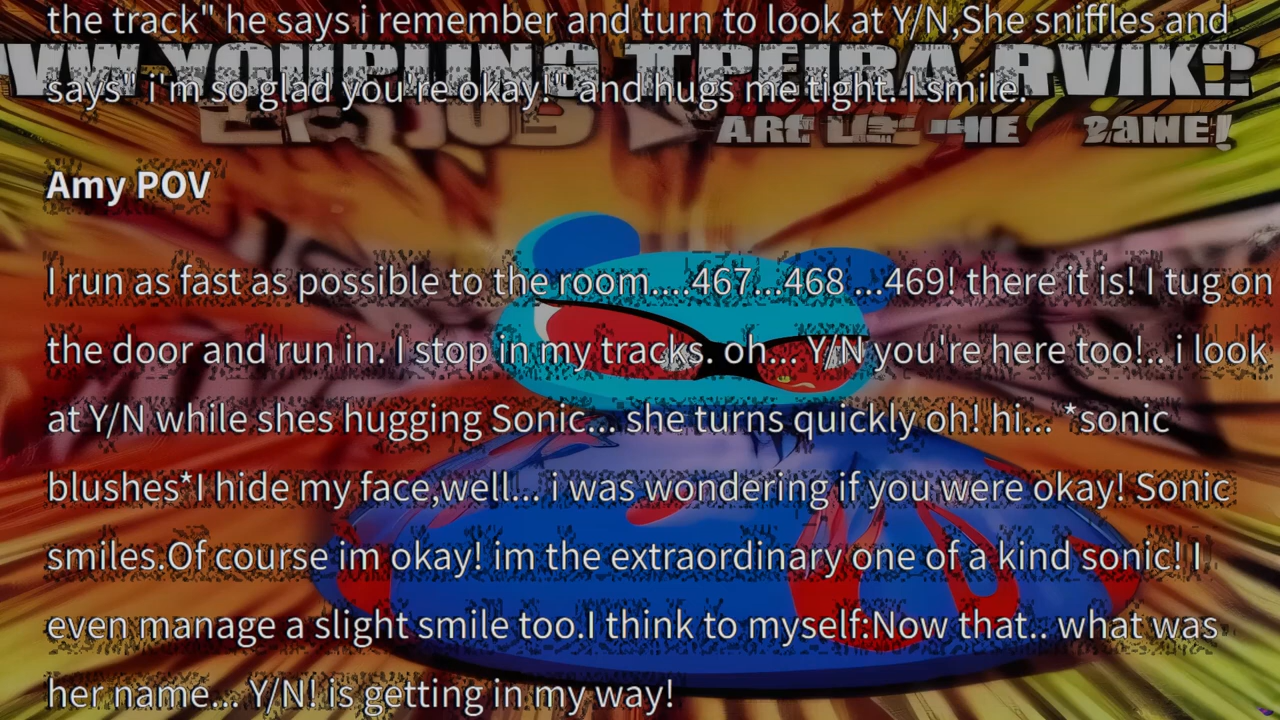 the track" he says i remember and turn to look at Y/N,She sniffles and
says" i'm so glad you're okay!" and hugs me tight. I smile.
Amy POV
I run as fast as possible to the room....467...468 ...469! there it is! I tug on
the door and run in. I stop in my tracks. oh... Y/N you're here too!.. i look
at Y/N while shes hugging Sonic... she turns quickly oh! hi... *sonic
blushes*I hide my face,well... i was wondering if you were okay! Sonic
smiles.Of course im okay! im the extraordinary one of a kind sonic! I
even manage a slight smile too.I think to myself:Now that.. what was
her name... Y/N! is getting in my way!